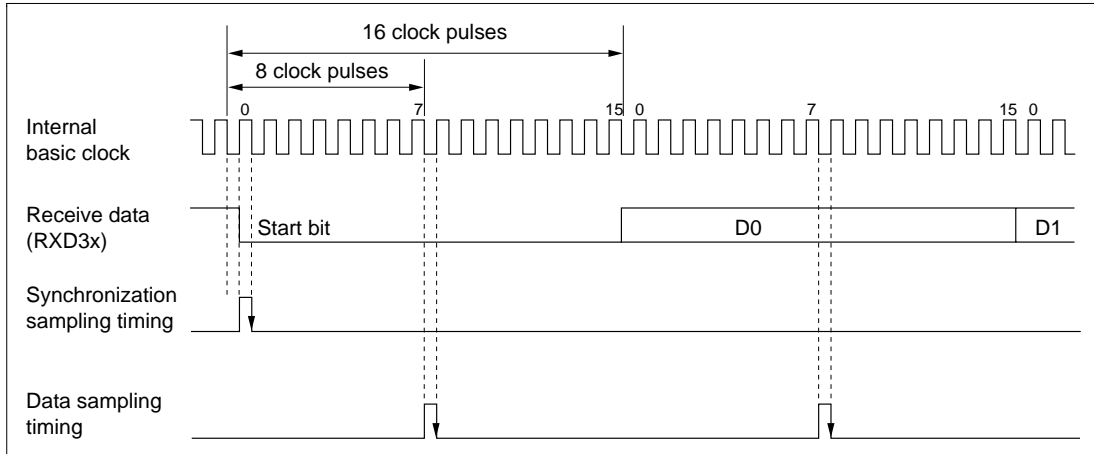 16 clock pulses
8 clock pulses
0 7 15 0 7 15 0
Internal
basic clock
Receive data
(RXD3x)
Start bit D0 D1
Synchronization
sampling timing
Data sampling
timing